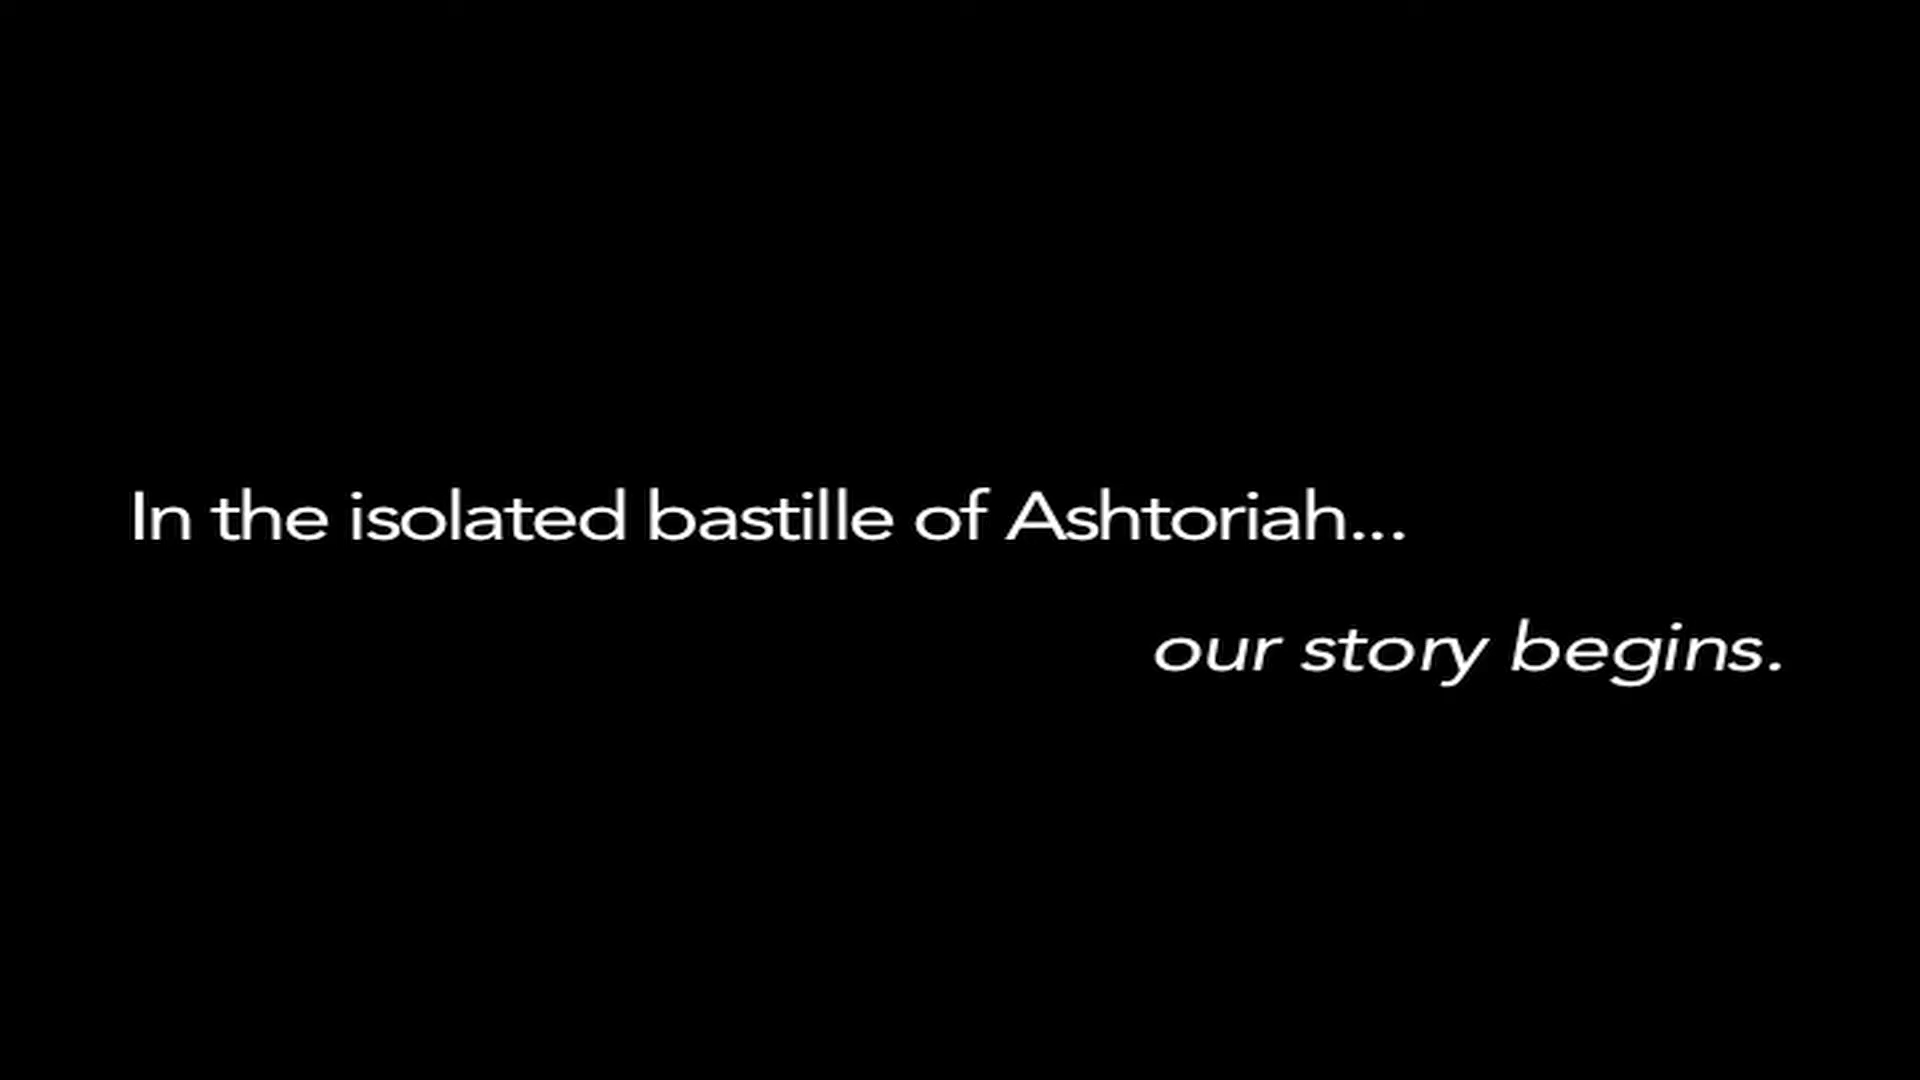 In the isolated bastille of Ashtoriah...
our story begins.